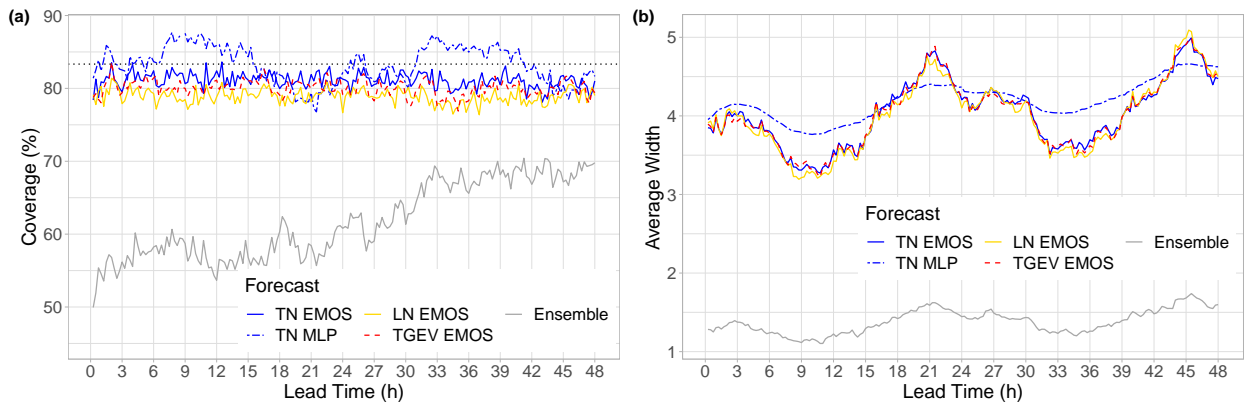 (a)
90
80
70
60
50
Coverage (%)
Forecast
TN EMOS LN EMOS Ensemble
TN MLP TGEV EMOS
0 3 6 9 12 15 18 21 24 27 30 33 36 39 42 45 48
Lead Time (h)
(b)
5
4
3
2
1
Average Width
Forecast
TN EMOS LN EMOS Ensemble
TN MLP TGEV EMOS
0 3 6 9 12 15 18 21 24 27 30 33 36 39 42 45 48
Lead Time (h)